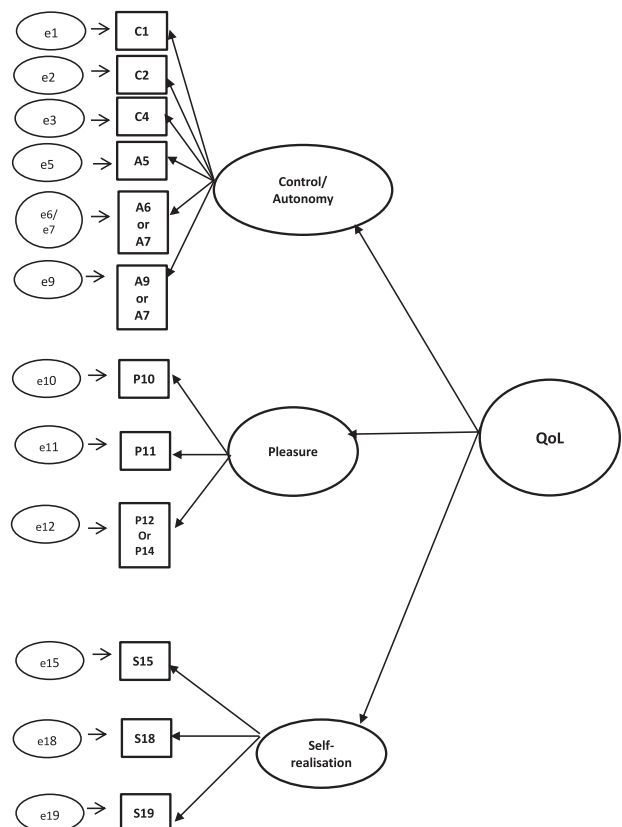 e1
C1
e2
C2
e3
C4
e5
A5
e6/
e7
A6
or
A7
e9
A9
or
A7
Control/
Autonomy
e10
P10
e11
P11
e12
P12
Or
P14
Pleasure
QoL
e15
S15
e18
S18
e19
S19
Self-
realisation